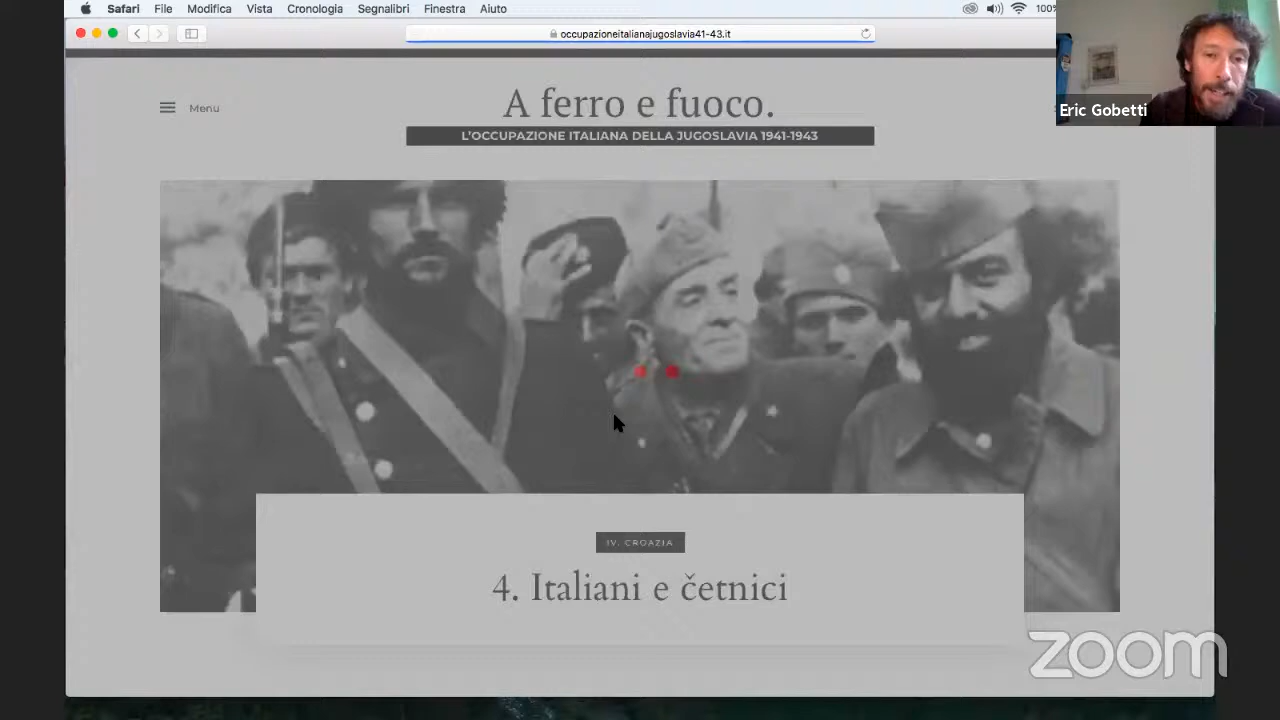 Safari File Modifica Vista Cronologia Segnalibri Finestra Aiuto 100%
occupazioneitalianajugoslavia41-43.it
Menu
A ferro e fuoco.
L'OCCUPAZIONE ITALIANA DELLA JUGOSLAVIA 1941-1943
Eric Gobetti
IV. CROAZIA
4. Italiani e četnici
zoom